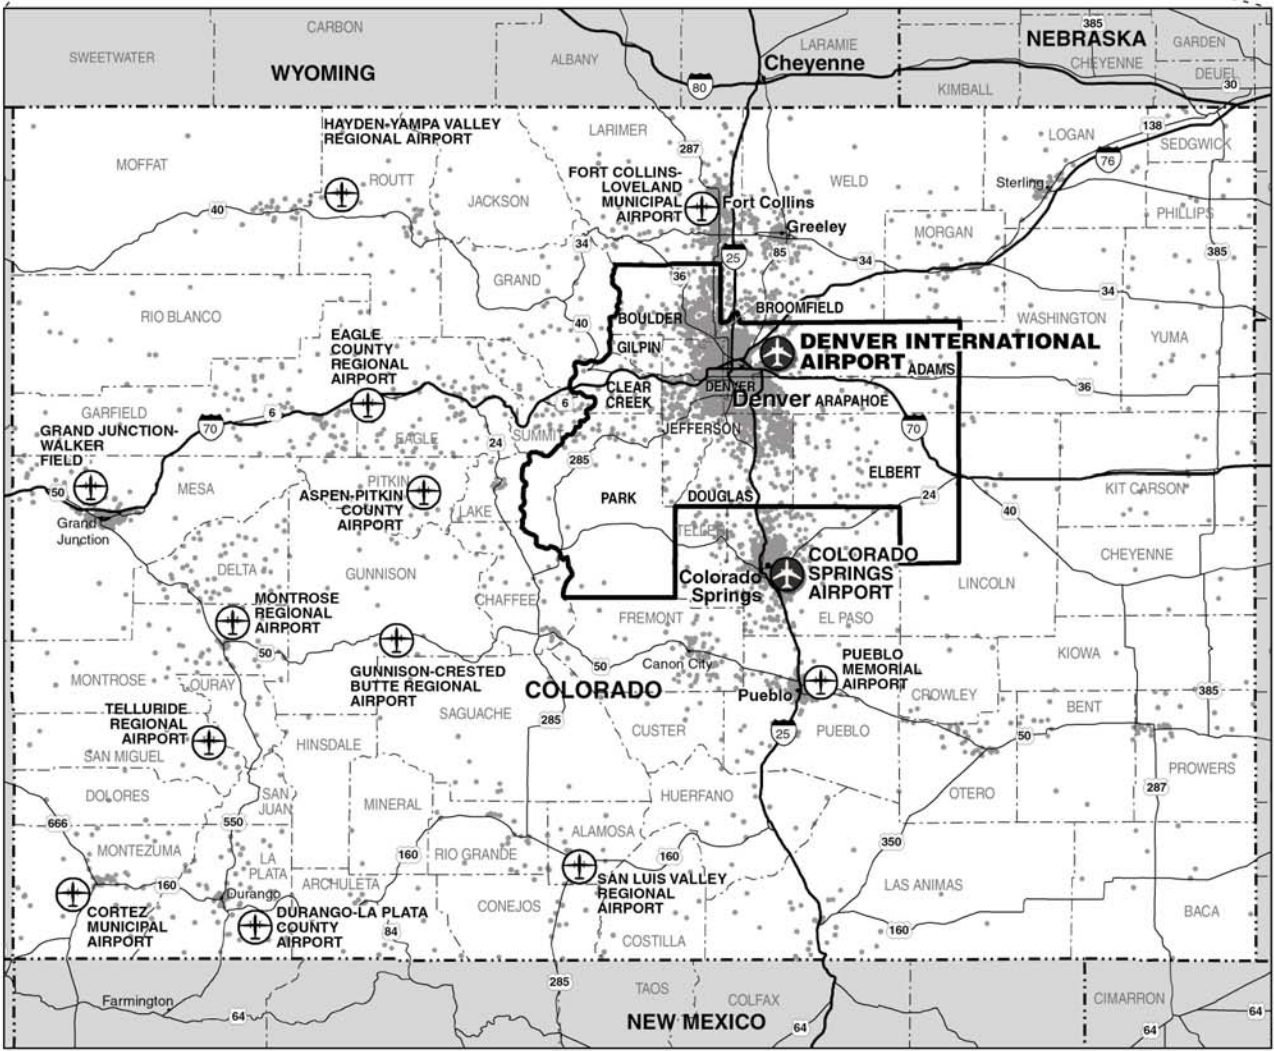 CARBON
385
NEBRASKA
GARDEN
SWEETWATER
WYOMING
ALBANY
LARAMIE
Cheyenne
CHEYENNE
DEUEL
30
80
KIMBALL
HAYDEN-YAMPA VALLEY
REGIONAL AIRPORT
LARIMER
287
LOGAN
138
SEDGWICK
76
MOFFAT
ROUTT
FORT COLLINS-
LOVELAND
MUNICIPAL
AIRPORT
WELD
Sterling
JACKSON
Fort Collins
40
PHILLIPS
Greeley
MORGAN
34
25
85
34
385
GRAND
36
34
RIO BLANCO
40
BOULDER
BROOMFIELD
WASHINGTON
YUMA
EAGLE
COUNTY
REGIONAL
AIRPORT
GILPIN
DENVER INTERNATIONAL
AIRPORT
ADAMS
CLEAR
CREEK
DENVER
36
6
Denver
ARAPAHOE
GARFIELD
6
70
JEFFERSON
70
GRAND JUNCTION-
WALKER
FIELD
EAGLE
24
SUMMIT
285
ELBERT
50
MESA
PITKIN
ASPEN-PITKIN
COUNTY
AIRPORT
PARK
DOUGLAS
24
KIT CARSON
40
LAKE
Grand
Junction
TELLER
COLORADO
SPRINGS
AIRPORT
CHEYENNE
DELTA
GUNNISON
Colorado
Springs
LINCOLN
MONTROSE
REGIONAL
AIRPORT
CHAFFEE
FREMONT
EL PASO
50
GUNNISON-CRESTED
BUTTE REGIONAL
AIRPORT
50
Canon City
PUEBLO
MEMORIAL
AIRPORT
KIOWA
MONTROSE
OURAY
COLORADO
Pueblo
CROWLEY
385
BENT
TELLURIDE
REGIONAL
AIRPORT
SAGUACHE
285
CUSTER
25
PUEBLO
50
SAN MIGUEL
HINSDALE
PROWERS
287
DOLORES
SAN
JUAN
MINERAL
HUERFANO
OTERO
666
550
ALAMOSA
350
MONTEZUMA
LA
PLATA
160
RIO GRANDE
160
160
ARCHULETA
SAN LUIS VALLEY
REGIONAL
AIRPORT
LAS ANIMAS
Durango
CORTEZ
MUNICIPAL
AIRPORT
DURANGO-LA PLATA
COUNTY
AIRPORT
84
CONEJOS
COSTILLA
160
BACA
285
TAOS
COLFAX
CIMARRON
Farmington
64
NEW MEXICO
64
64
64